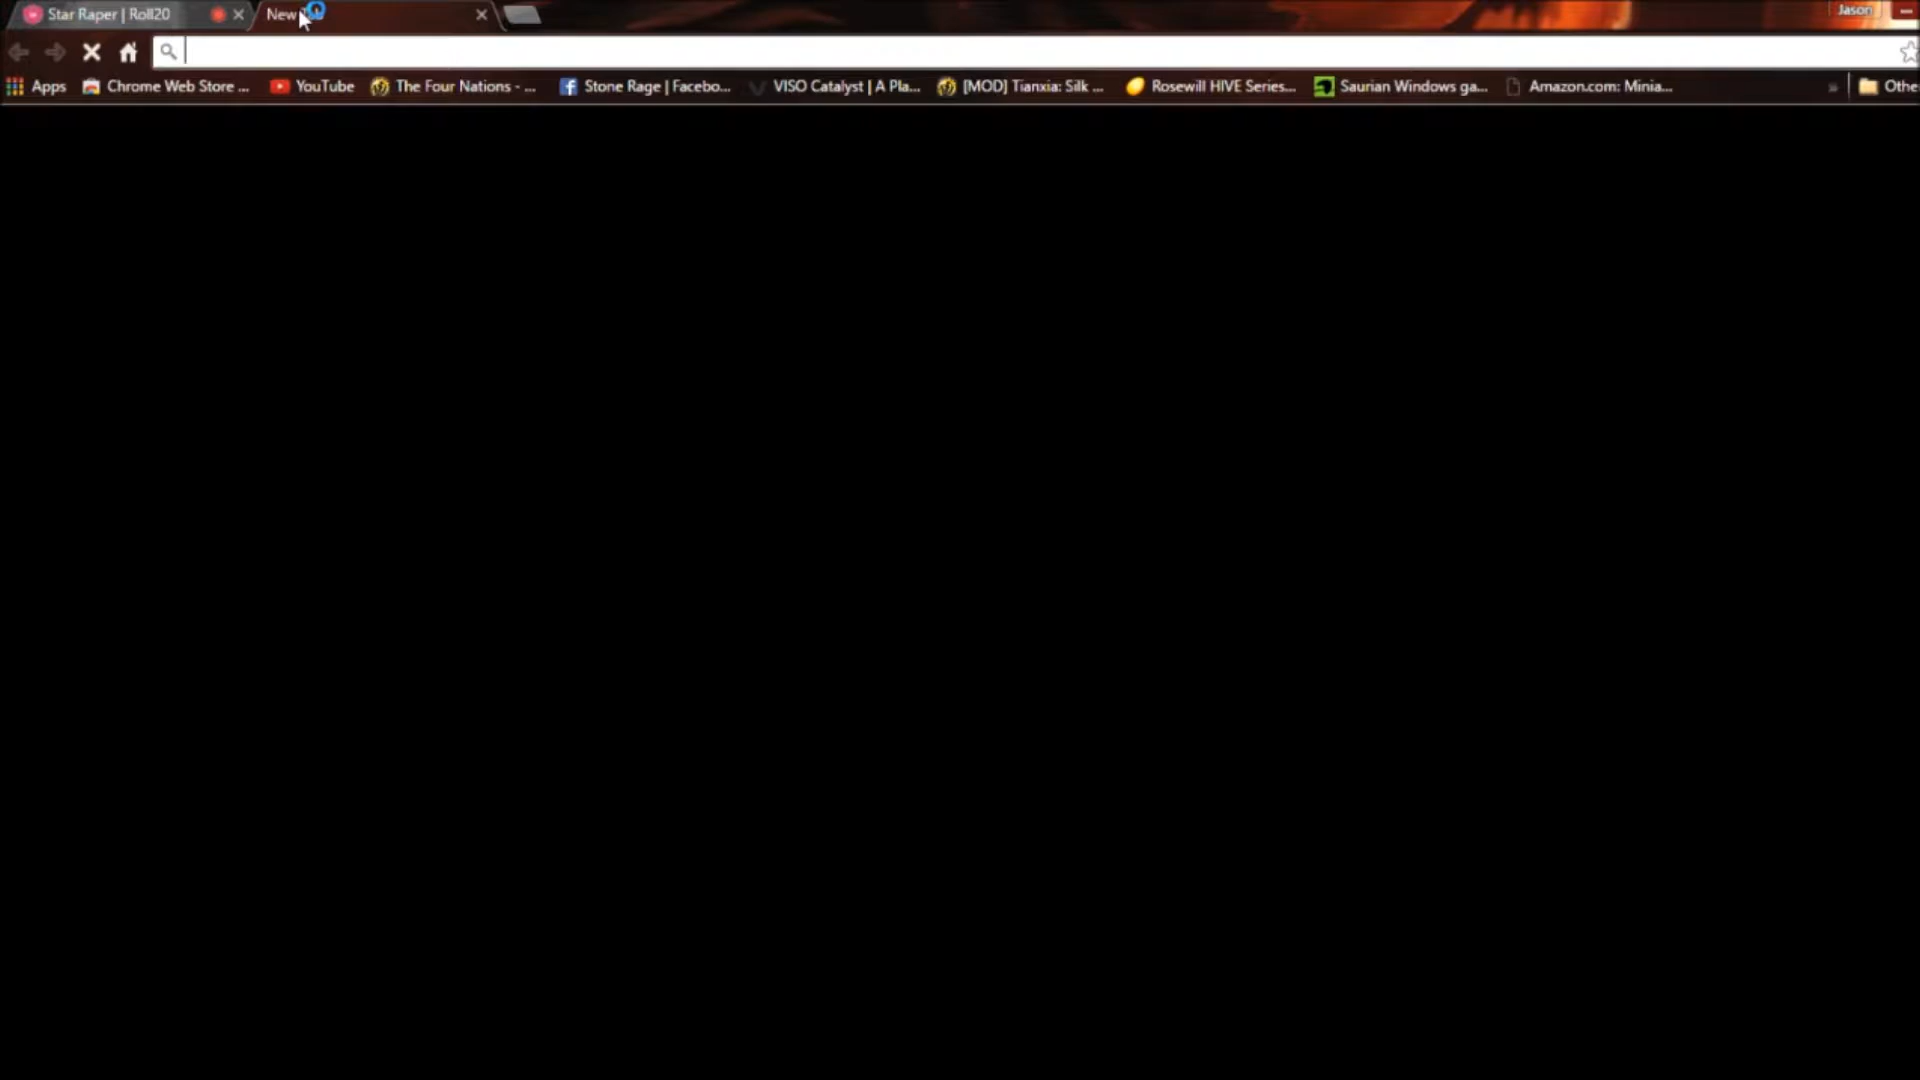 Star Raper | Roll20
New
Jason
Apps
Chrome Web Store ...
YouTube
The Four Nations - ...
Stone Rage | Facebo...
VISO Catalyst | A Pla...
[MOD] Tianxia: Silk ...
Rosewill HIVE Series...
Saurian Windows ga...
Amazon.com: Minia...
Othe